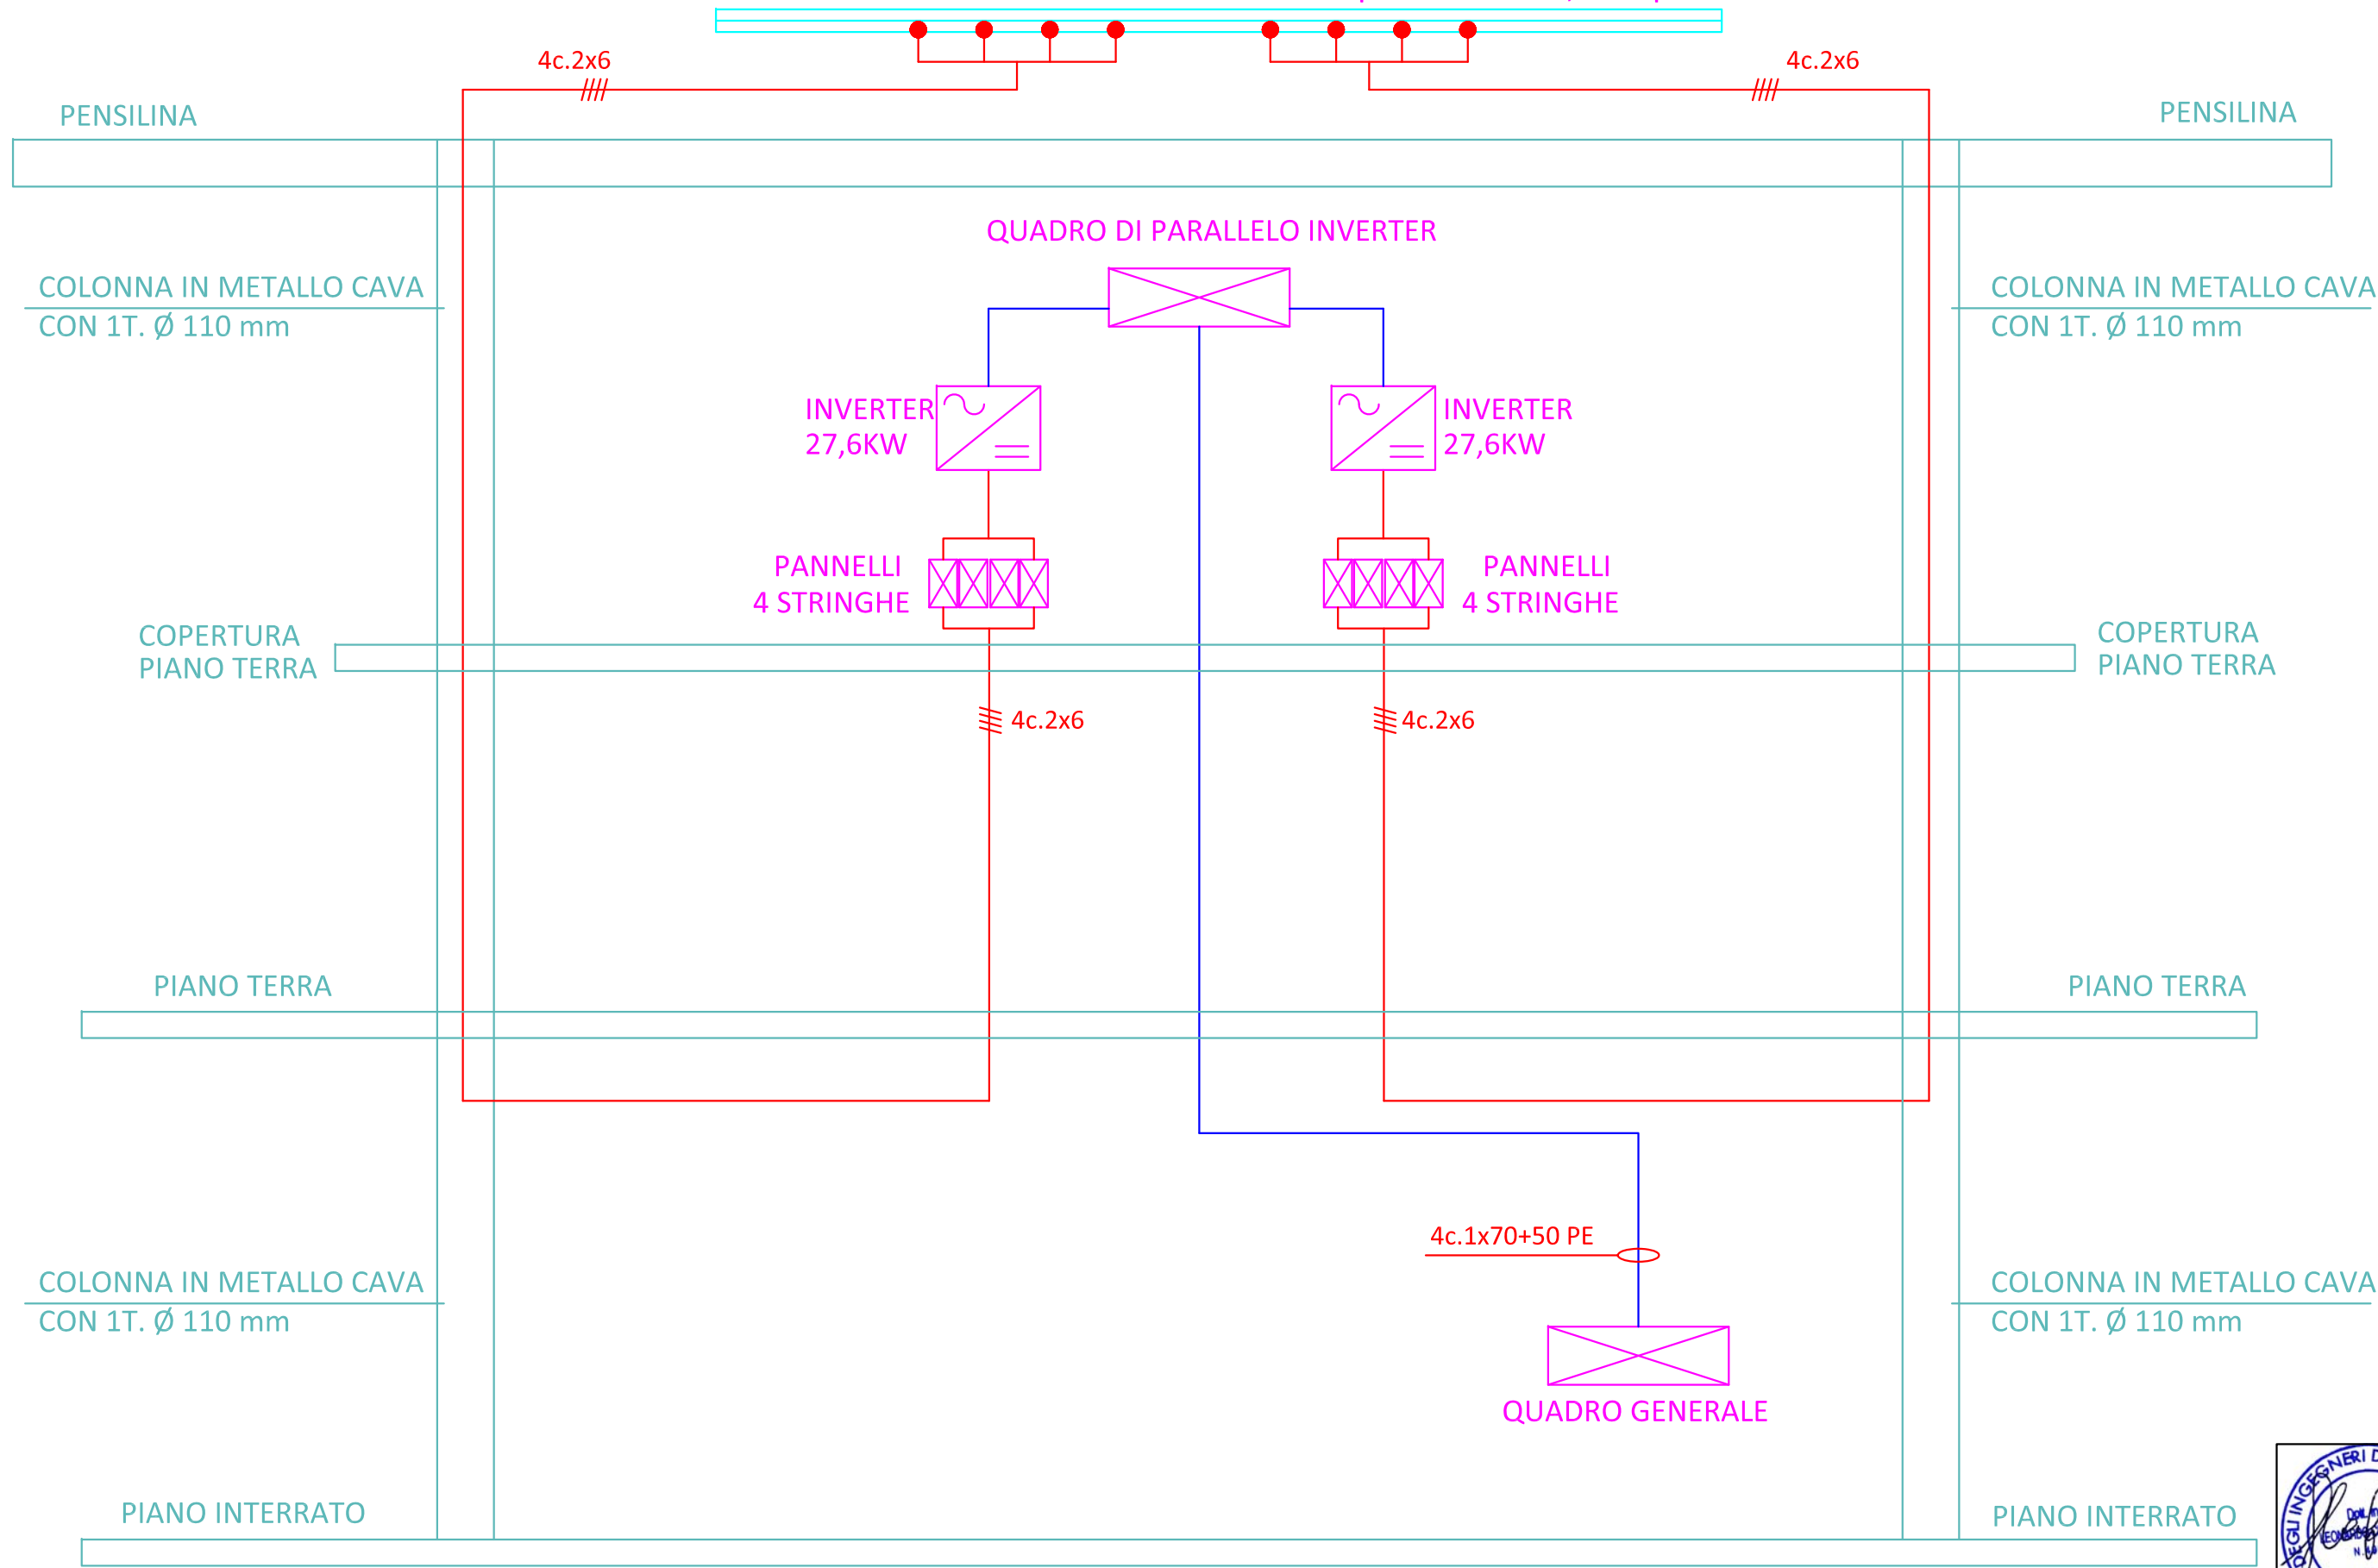 4c.2x6
4c.2x6
PENSILINA
PENSILINA
QUADRO DI PARALLELO INVERTER
COLONNA IN METALLO CAVA
CON 1T. Ø 110 mm
COLONNA IN METALLO CAVA
CON 1T. Ø 110 mm
INVERTER
27,6KW
INVERTER
27,6KW
PANNELLI
4 STRINGHE
PANNELLI
4 STRINGHE
COPERTURA
PIANO TERRA
COPERTURA
PIANO TERRA
4c.2x6
4c.2x6
PIANO TERRA
PIANO TERRA
4c.1x70+50 PE
COLONNA IN METALLO CAVA
CON 1T. Ø 110 mm
COLONNA IN METALLO CAVA
CON 1T. Ø 110 mm
QUADRO GENERALE
PIANO INTERRATO
PIANO INTERRATO
DEGLI INGEGNERI